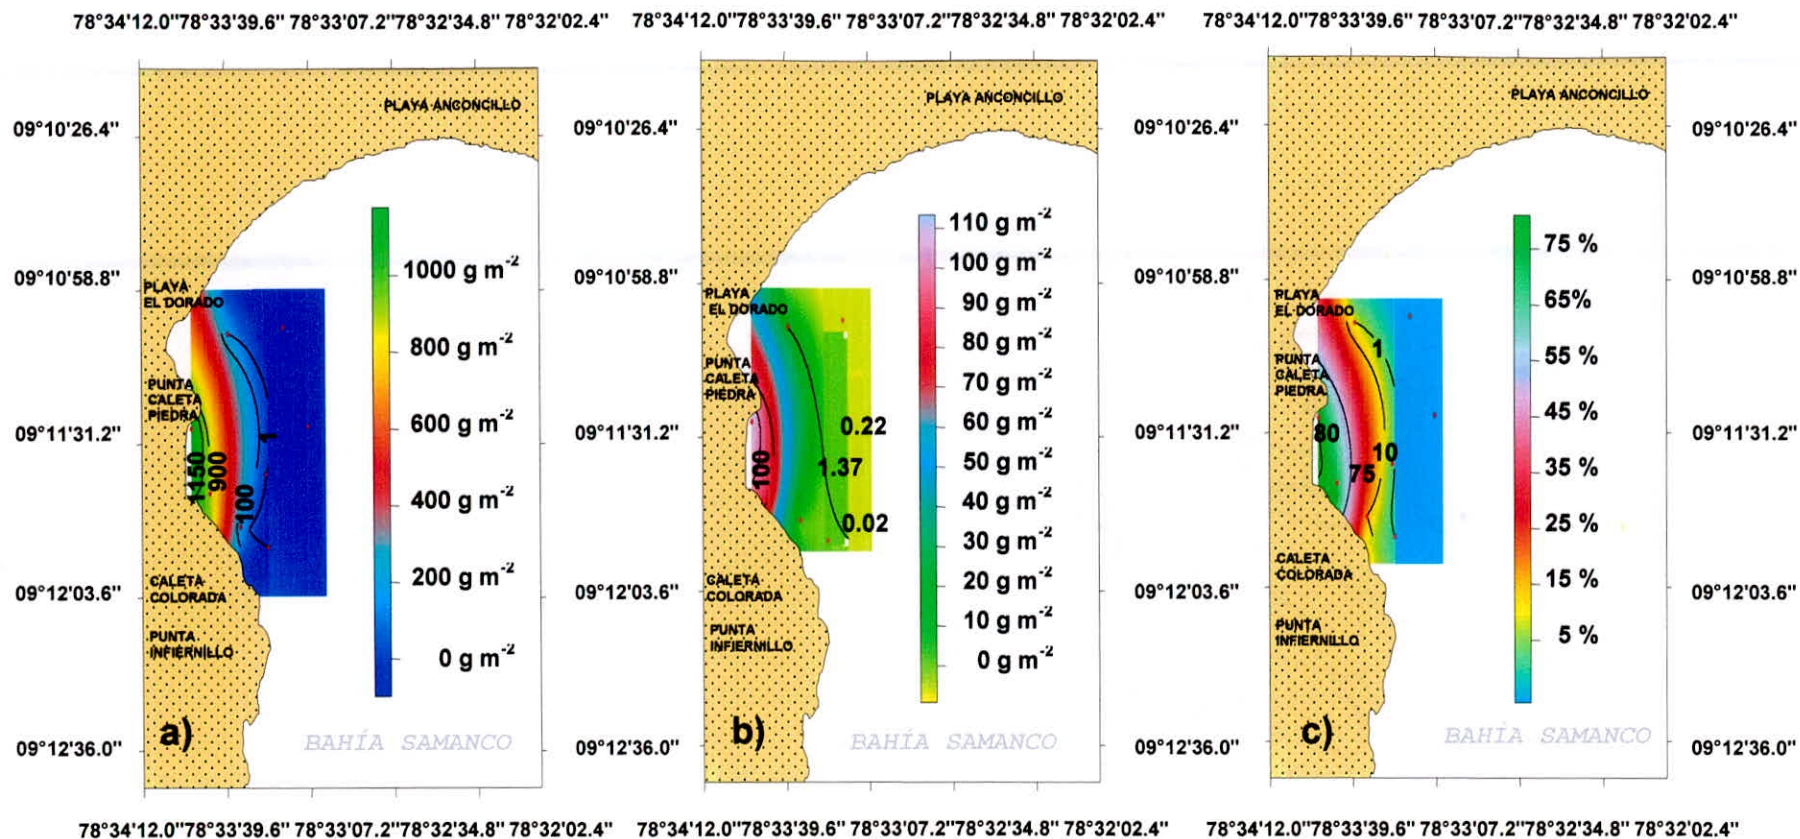 78°34'12.0"78°33'39.6" 78°33'07.2"78°32'34.8" 78°32'02.4"
PLAYA ANCONCILLO
09°10'26.4"
09°10'58.8"
PLAYA
EL DORADO
PUNTA
CALETA
PIEDRA
09°11'31.2"
1150
900
100
1
CALETA
COLORADA
09°12'03.6"
PUNTA
INFIERNILLO
09°12'36.0"
a)
BAHÍA SAMANCO
1000 g m⁻²
800 g m⁻²
600 g m⁻²
400 g m⁻²
200 g m⁻²
0 g m⁻²
78°34'12.0"78°33'39.6" 78°33'07.2"78°32'34.8" 78°32'02.4"
78°34'12.0"78°33'39.6" 78°33'07.2"78°32'34.8" 78°32'02.4"
PLAYA ANCONCILLO
09°10'26.4"
09°10'58.8"
PLAYA
EL DORADO
PUNTA
CALETA
PIEDRA
09°11'31.2"
100
0.22
1.37
0.02
CALETA
COLORADA
09°12'03.6"
PUNTA
INFIERNILLO
09°12'36.0"
b)
BAHÍA SAMANCO
110 g m⁻²
100 g m⁻²
90 g m⁻²
80 g m⁻²
70 g m⁻²
60 g m⁻²
50 g m⁻²
40 g m⁻²
30 g m⁻²
20 g m⁻²
10 g m⁻²
0 g m⁻²
78°34'12.0"78°33'39.6" 78°33'07.2"78°32'34.8" 78°32'02.4"
78°34'12.0"78°33'39.6" 78°33'07.2"78°32'34.8" 78°32'02.4"
PLAYA ANCONCILLO
09°10'26.4"
09°10'26.4"
09°10'58.8"
09°10'58.8"
PLAYA
EL DORADO
PUNTA
CALETA
PIEDRA
09°11'31.2"
09°11'31.2"
1
80
10
75
CALETA
COLORADA
09°12'03.6"
09°12'03.6"
PUNTA
INFIERNILLO
09°12'36.0"
09°12'36.0"
c)
BAHÍA SAMANCO
75 %
65%
55 %
45 %
35 %
25 %
15 %
5 %
78°34'12.0"78°33'39.6" 78°33'07.2"78°32'34.8" 78°32'02.4"